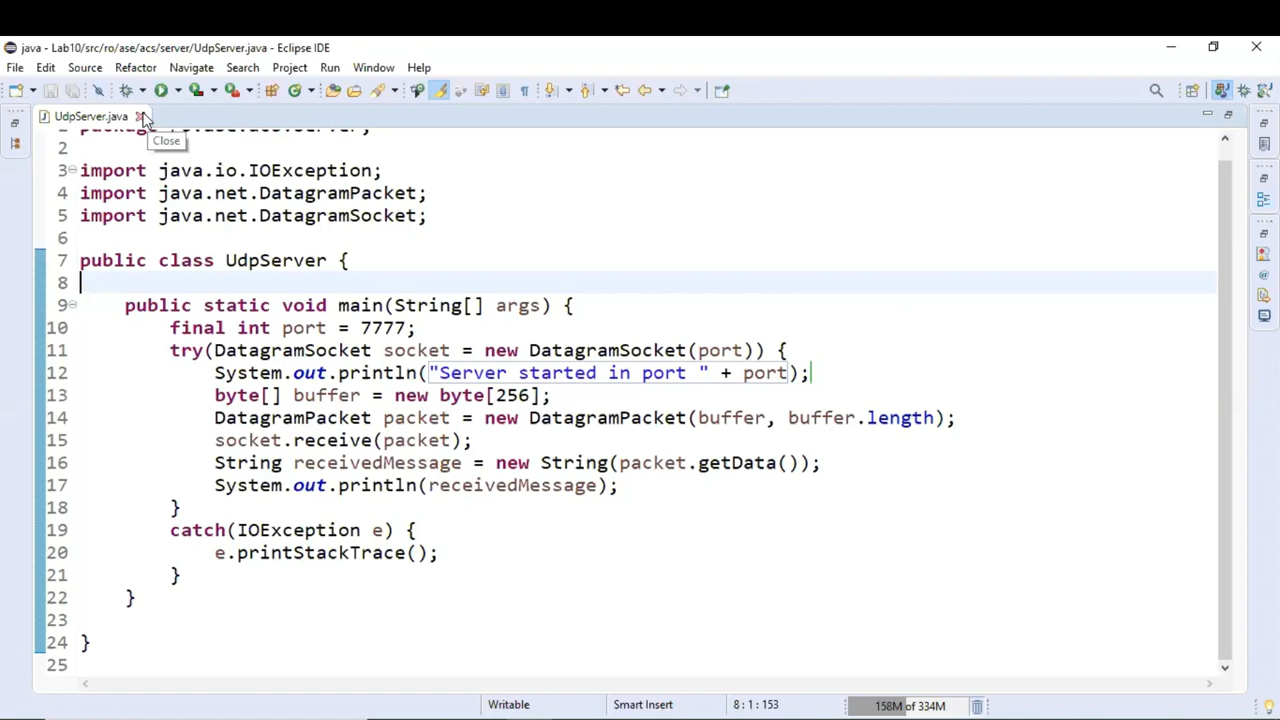 java - Lab10/src/ro/ase/acs/server/UdpServer.java - Eclipse IDE
File Edit Source Refactor Navigate Search Project Run Window Help
UdpServer.java
Close
2
3 import java.io.IOException;
4 import java.net.DatagramPacket;
5 import java.net.DatagramSocket;
6
7 public class UdpServer {
8
9 public static void main(String[] args) {
10 final int port = 7777;
11 try(DatagramSocket socket = new DatagramSocket(port)) {
12 System.out.println("Server started in port " + port);
13 byte[] buffer = new byte[256];
14 DatagramPacket packet = new DatagramPacket(buffer, buffer.length);
15 socket.receive(packet);
16 String receivedMessage = new String(packet.getData());
17 System.out.println(receivedMessage);
18 }
19 catch(IOException e) {
20 e.printStackTrace();
21 }
22 }
23
24 }
25
Writable Smart Insert 8 : 1 : 153 158M of 334M